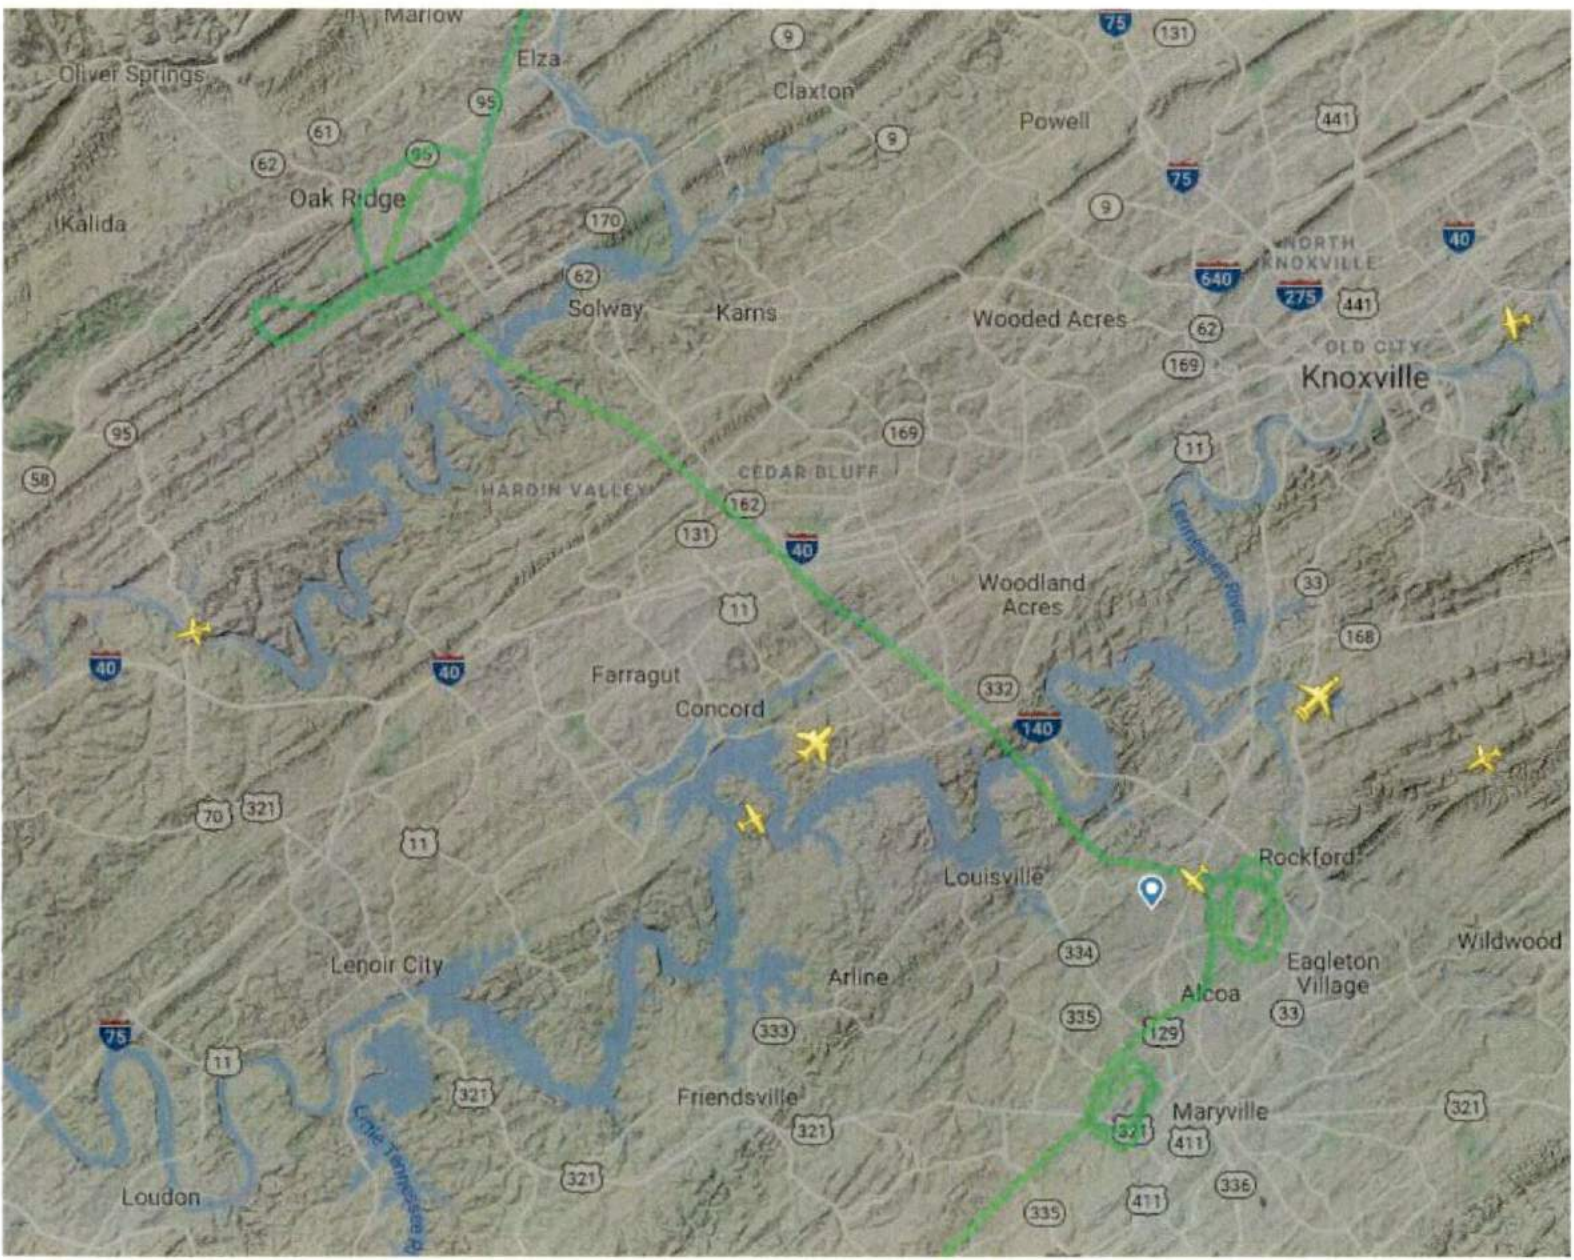 Marlow
75
131
9
Elza
Oliver Springs
Claxton
95
441
Powell
61
9
62
95
75
Oak Ridge
9
170
Kalida
40
NORTH
KNOXVILLE
62
640
275
441
Solway
Karns
Wooded Acres
62
OLD CITY
169
Knoxville
95
169
11
58
CEDAR BLUFF
HARDIN VALLEY
162
131
40
Tennessee River
Woodland
Acres
33
11
168
40
40
Farragut
332
Concord
140
70
321
11
Rockford
Louisville
334
Wildwood
Lenoir City
Arline
Eagleton
Village
Alcoa
33
75
335
129
333
11
321
Friendsville
321
321
Maryville
321
411
Little Tennessee R
321
336
Loudon
411
335